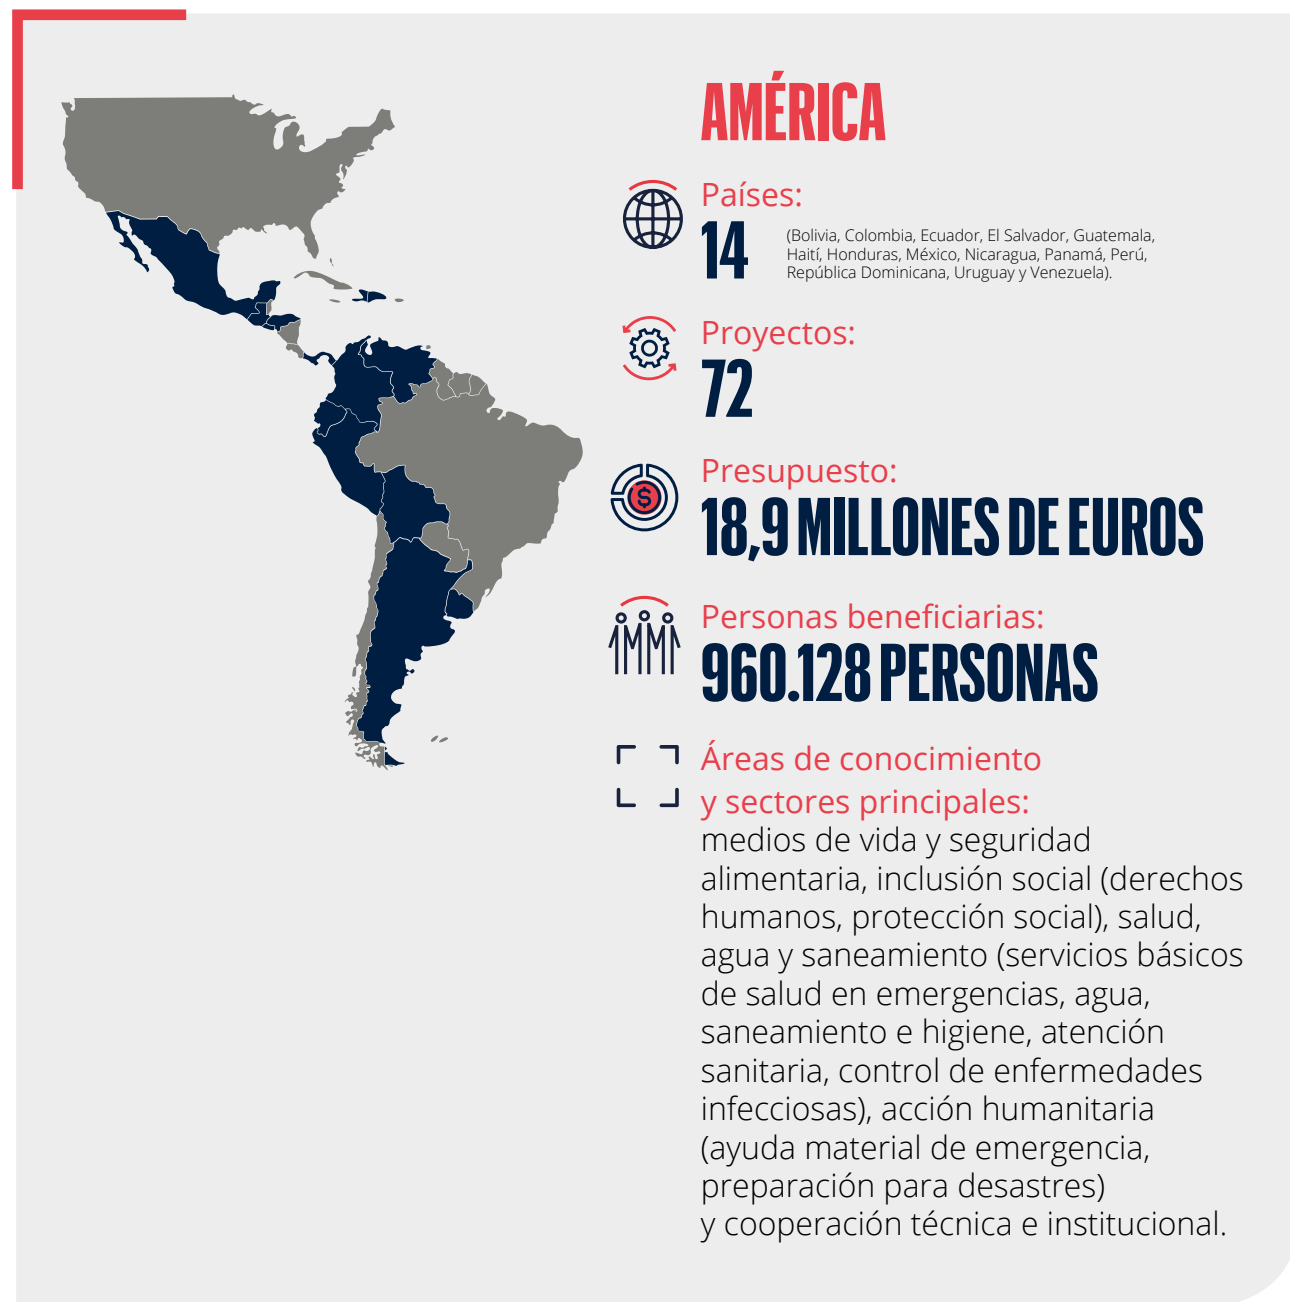 AMÉRICA
Países:
14
(Bolivia, Colombia, Ecuador, El Salvador, Guatemala,
Haití, Honduras, México, Nicaragua, Panamá, Perú,
República Dominicana, Uruguay y Venezuela).
Proyectos:
72
Presupuesto:
$
18,9 MILLONES DE EUROS
Personas beneficiarias:
960.128 PERSONAS
Áreas de conocimiento
y sectores principales:
medios de vida y seguridad
alimentaria, inclusión social (derechos
humanos, protección social), salud,
agua y saneamiento (servicios básicos
de salud en emergencias, agua,
saneamiento e higiene, atención
sanitaria, control de enfermedades
infecciosas), acción humanitaria
(ayuda material de emergencia,
preparación para desastres)
y cooperación técnica e institucional.